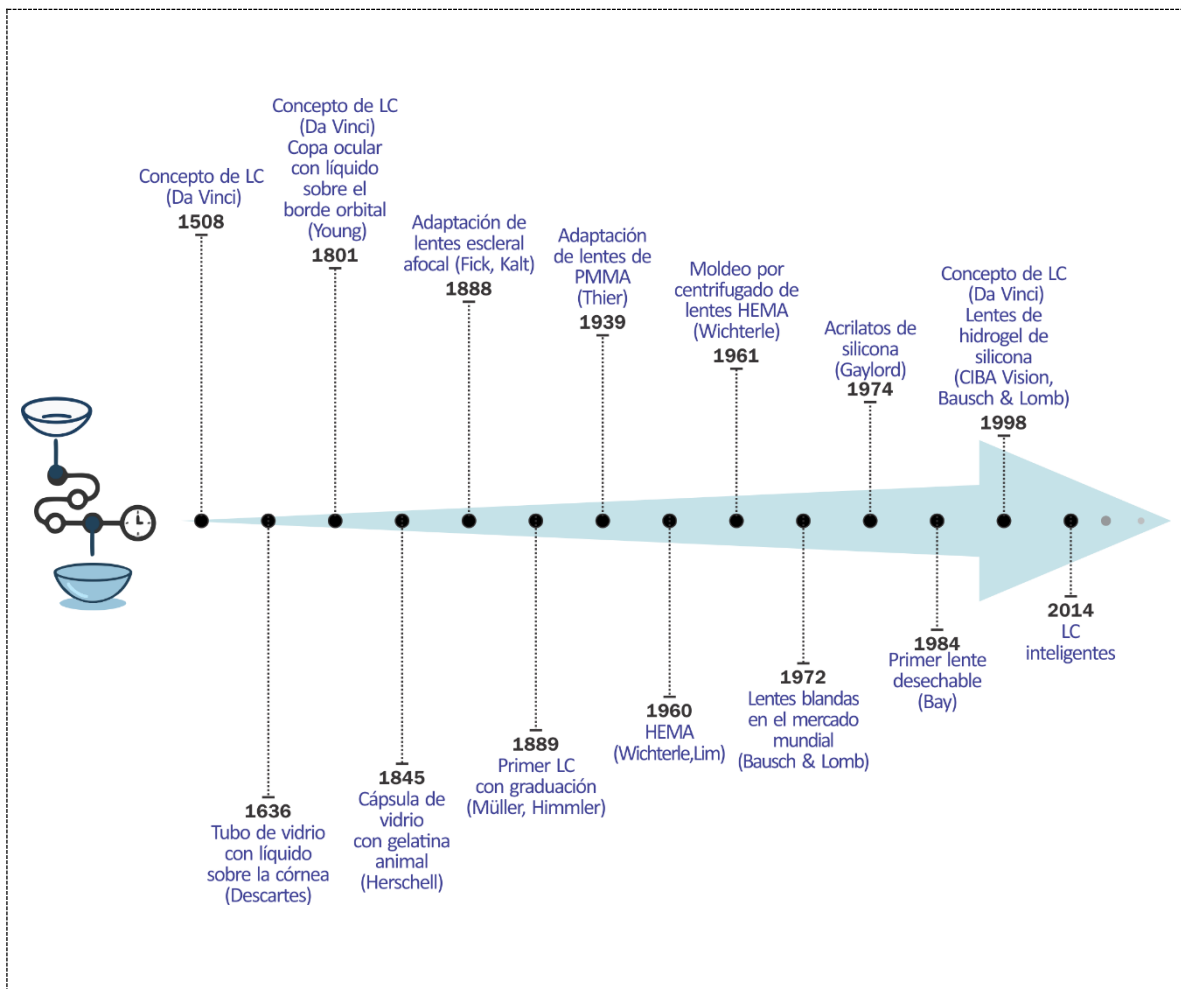 Concepto de LC
(Da Vinci)
1508
Concepto de LC
(Da Vinci)
Copa ocular
con líquido
sobre el
borde orbital
(Young)
1801
Adaptación de
lentes escleral
afocal (Fick, Kalt)
1888
Adaptación
de lentes de
PMMA
(Thier)
1939
Moldeo por
centrifugado de
lentes HEMA
(Wichterle)
1961
Acrilatos de
silicona
(Gaylord)
1974
Concepto de LC
(Da Vinci)
Lentes de
hidrogel de
silicona
(CIBA Vision,
Bausch & Lomb)
1998
1636
Tubo de vidrio
con líquido
sobre la córnea
(Descartes)
1845
Cápsula de
vidrio
con gelatina
animal
(Herschell)
1889
Primer LC
con graduación
(Müller, Himmler)
1960
HEMA
(Wichterle,Lim)
1972
Lentes blandas
en el mercado
mundial
(Bausch & Lomb)
1984
Primer lente
desechable
(Bay)
2014
LC
inteligentes